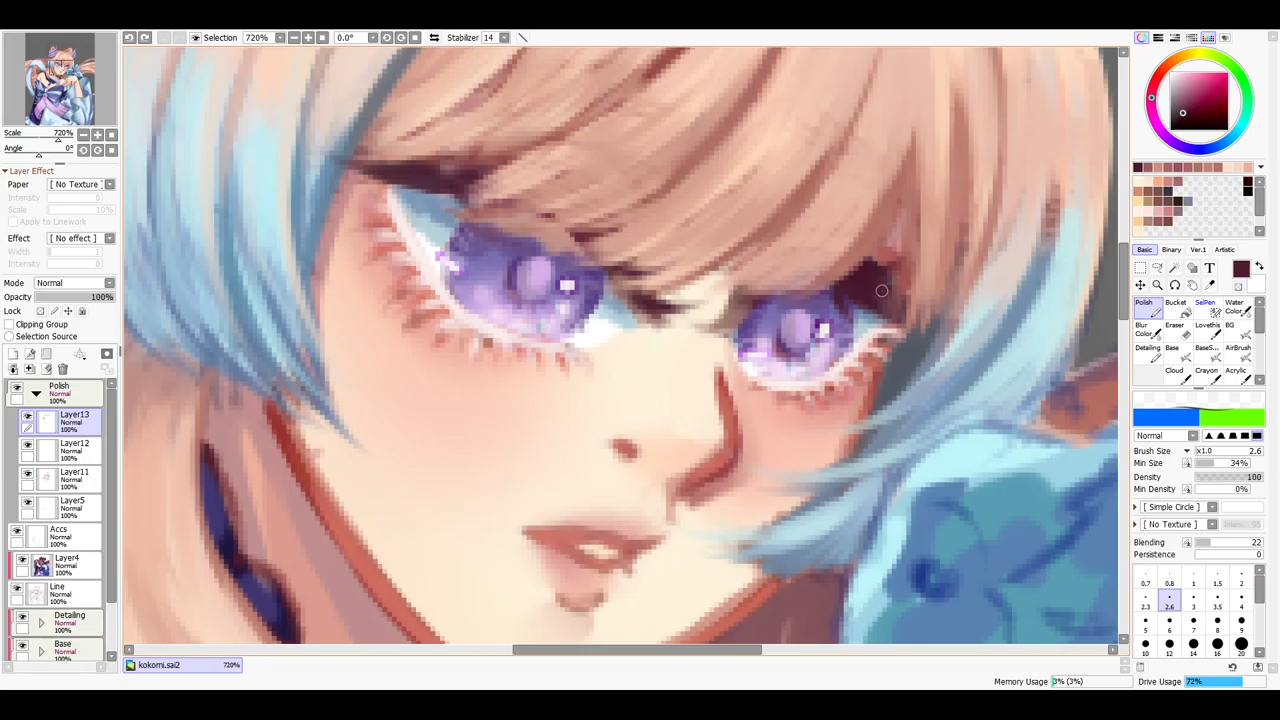 Selection 720% 0.0° Stabilizer 14
Scale 720%
Angle 0°
Layer Effect
Paper [ No Texture ]
Intensity 0
Scale 10%
Apply to Linework
Effect [ No effect ]
Width 1
Intensity 0
Mode Normal
Opacity 100%
Lock
Clipping Group
Selection Source
Polish
Normal
100%
Layer13
Normal
100%
Layer12
Normal
100%
Layer11
Normal
100%
Layer5
Normal
100%
Accs
Normal
100%
Layer4
Normal
100%
Line
Normal
100%
Detailing
Normal
100%
Base
Normal
100%
kokomi.sai2 720%
Basic Binary Ver.1 Artistic
Polish Bucket SelPen Water Color
Blur Color Eraser Lovethis BG
Detailing Base BaseS... AirBrush
Cloud Crayon Acrylic
Normal
Brush Size x1.0 2.6
Min Size 34%
Density 100
Min Density 0%
[ Simple Circle ]
[ No Texture ] Intensity 95
Blending 22
Persistence 0
0.7 0.8 1 1.5 2
2.3 2.6 3 3.5 4
5 6 7 8 9
10 12 14 16 20
Memory Usage 3% (3%) Drive Usage 72%